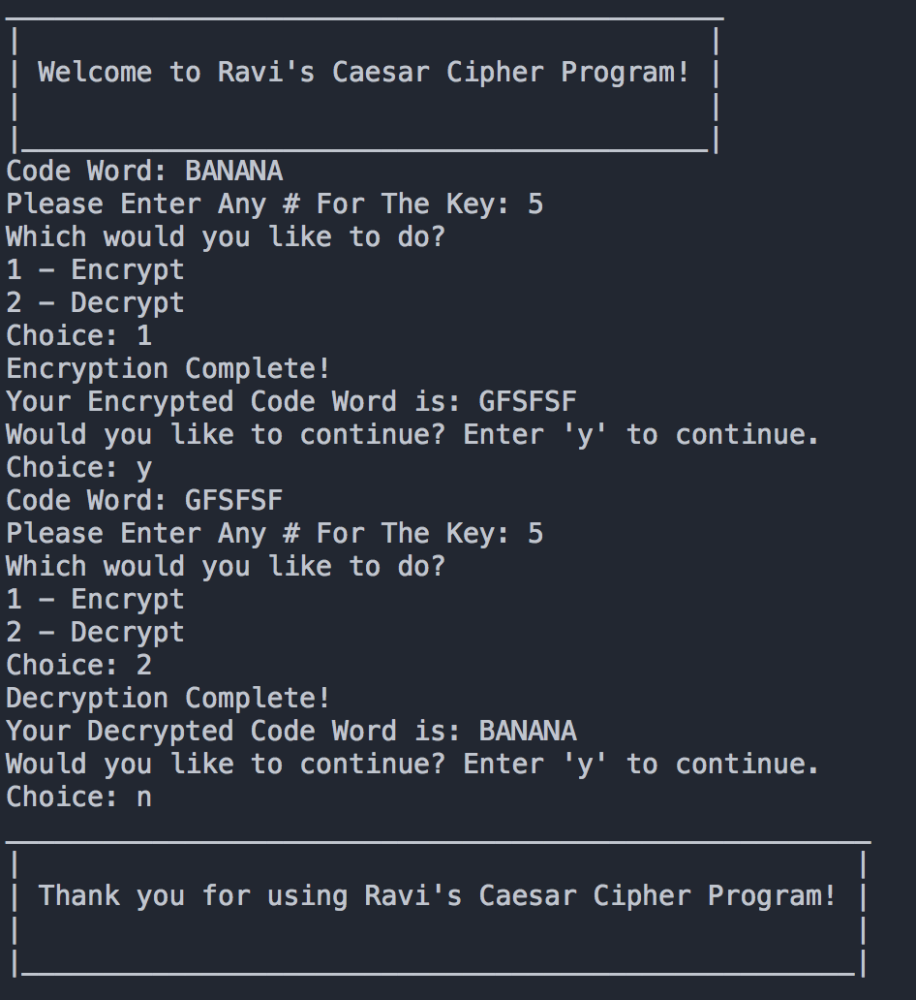 Welcome to Ravi's Caesar Cipher Program!
Code Word: BANANA
Please Enter Any # For The Key: 5
Which would you like to do?
1 – Encrypt
2 – Decrypt
Choice: 1
Encryption Complete!
Your Encrypted Code Word is: GFSFSF
Would you like to continue? Enter 'y' to continue.
Choice: y
Code Word: GFSFSF
Please Enter Any # For The Key: 5
Which would you like to do?
1 – Encrypt
2 – Decrypt
Choice: 2
Decryption Complete!
Your Decrypted Code Word is: BANANA
Would you like to continue? Enter 'y' to continue.
Choice: n
Thank you for using Ravi's Caesar Cipher Program!